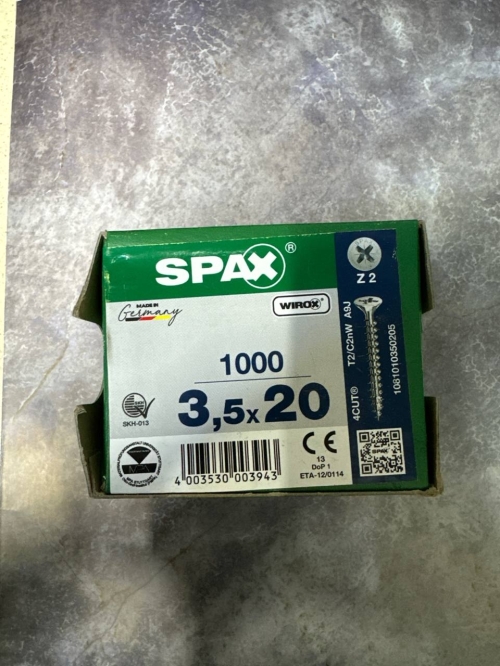 SPAX®
Z 2
MADE IN
Germany
WIROX®
1000
3,5x20
4CUT® T2/C2nW A9J
1081010350205
SKH-013
CE
13
DoP 1
ETA-12/0114
4 003530 003943
SPAX